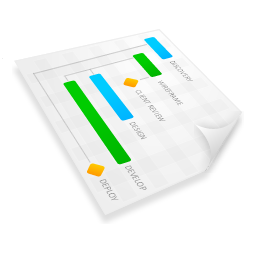 DISCOVERY
WIREFRAME
CLIENT REVIEW
DESIGN
DEVELOP
DEPLOY